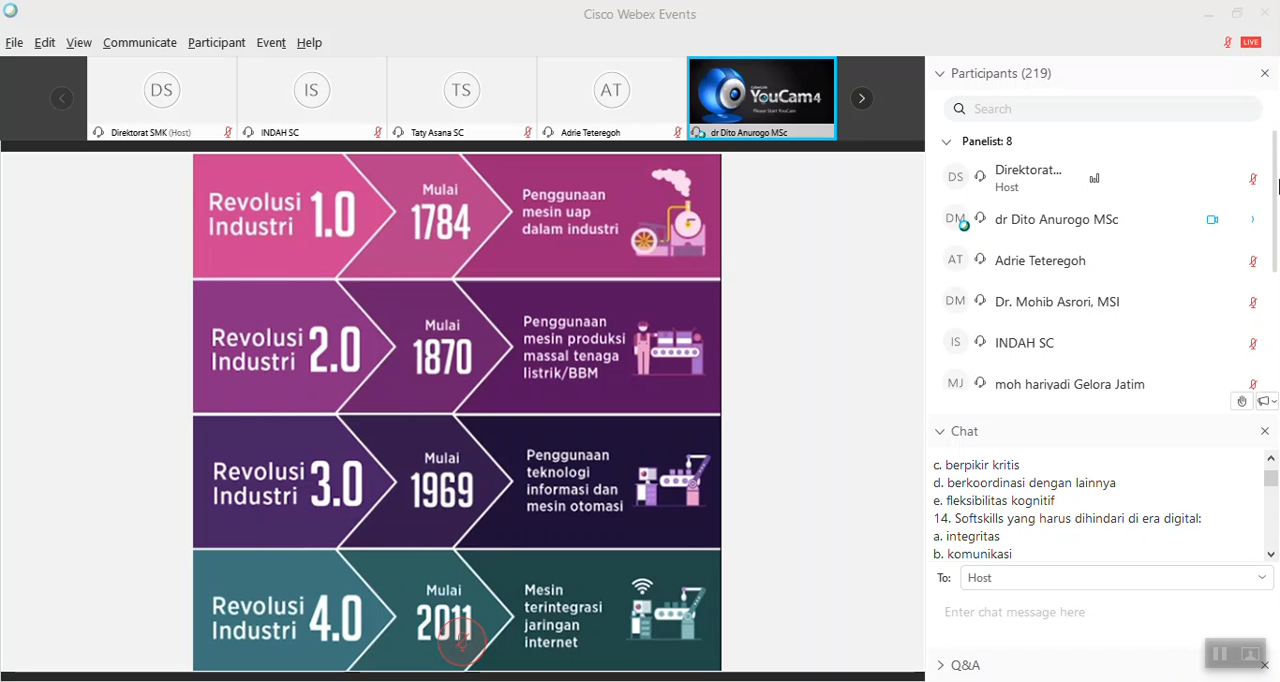 Cisco Webex Events
File Edit View Communicate Participant Event Help
LIVE
DS
IS
TS
AT
CyberLink
YouCam4
Please Start YouCam
Direktorat SMK (Host)
INDAH SC
Taty Asana SC
Adrie Teteregoh
dr Dito Anurogo MSc
Revolusi
Industri 1.0
Mulai
1784
Penggunaan
mesin uap
dalam industri
Revolusi
Industri 2.0
Mulai
1870
Penggunaan
mesin produksi
massal tenaga
listrik/BBM
Revolusi
Industri 3.0
Mulai
1969
Penggunaan
teknologi
informasi dan
mesin otomasi
Revolusi
Industri 4.0
Mulai
2011
Mesin
terintegrasi
jaringan
internet
Participants (219)
Search
Panelist: 8
DS
Direktorat...
Host
DM
dr Dito Anurogo MSc
AT
Adrie Teteregoh
DM
Dr. Mohib Asrori, MSI
IS
INDAH SC
MJ
moh hariyadi Gelora Jatim
Chat
c. berpikir kritis
d. berkoordinasi dengan lainnya
e. fleksibilitas kognitif
14. Softskills yang harus dihindari di era digital:
a. integritas
b. komunikasi
To: Host
Enter chat message here
Q&A